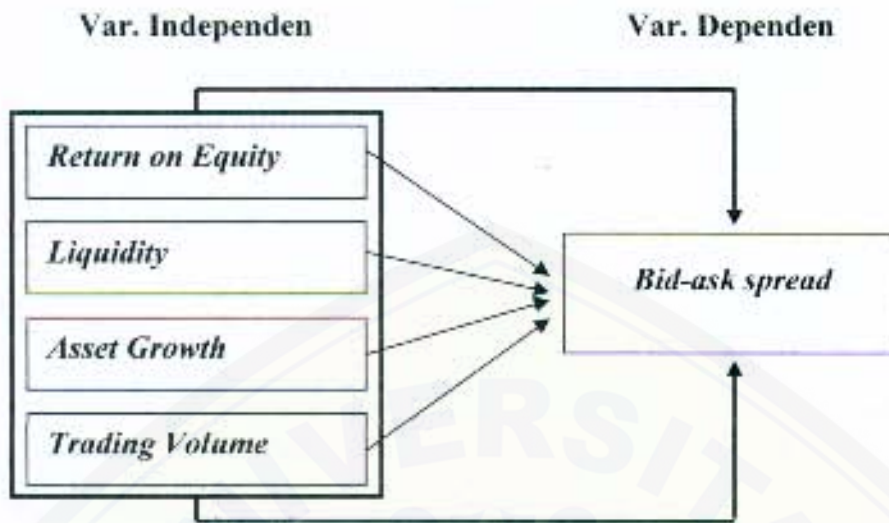 Var. Independen
Var. Dependen
Return on Equity
Liquidity
Asset Growth
Trading Volume
Bid-ask spread